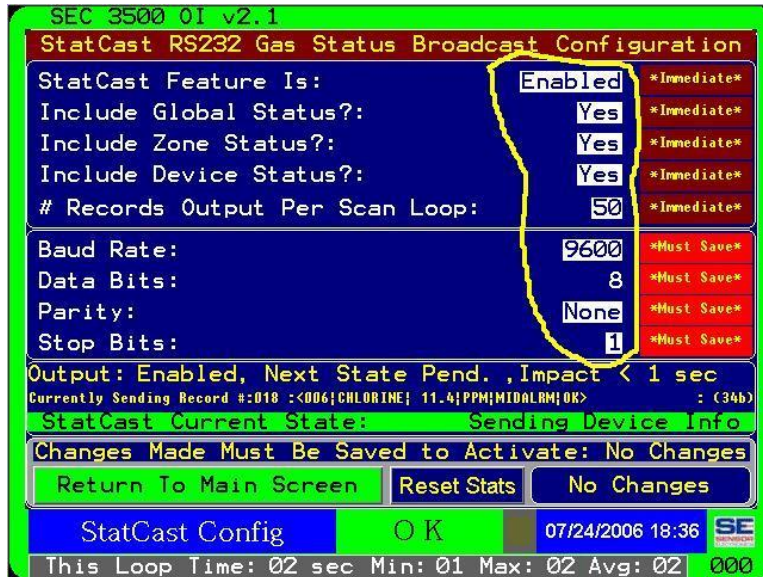 SEC 3500 OI v2.1
StatCast RS232 Gas Status Broadcast Configuration
StatCast Feature Is: Enabled *Immediate*
Include Global Status?: Yes *Immediate*
Include Zone Status?: Yes *Immediate*
Include Device Status?: Yes *Immediate*
# Records Output Per Scan Loop: 50 *Immediate*
Baud Rate: 9600 *Must Save*
Data Bits: 8 *Must Save*
Parity: None *Must Save*
Stop Bits: 1 *Must Save*
Output: Enabled, Next State Pend. ,Impact < 1 sec
Currently Sending Record #:018 :<006|CHLORINE| 11.4|PPM|MIDALRM|OK> : (34b)
StatCast Current State: Sending Device Info
Changes Made Must Be Saved to Activate: No Changes
Return To Main Screen Reset Stats No Changes
StatCast Config OK 07/24/2006 18:36 SE
SENSOR
This Loop Time: 02 sec Min: 01 Max: 02 Avg: 02 000